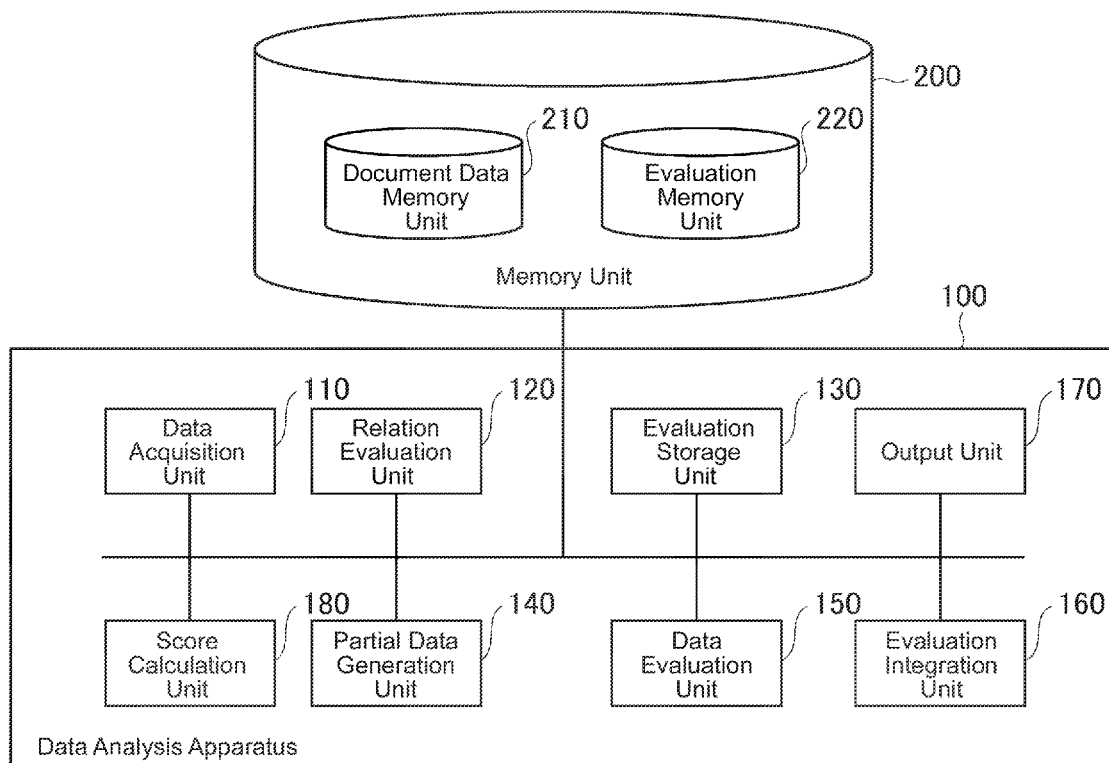 200
210
220
Document Data
Memory
Unit
Evaluation
Memory
Unit
Memory Unit
100
110
120
130
170
Data
Acquisition
Unit
Relation
Evaluation
Unit
Evaluation
Storage
Unit
Output Unit
180
140
150
160
Score
Calculation
Unit
Partial Data
Generation
Unit
Data
Evaluation
Unit
Evaluation
Integration
Unit
Data Analysis Apparatus